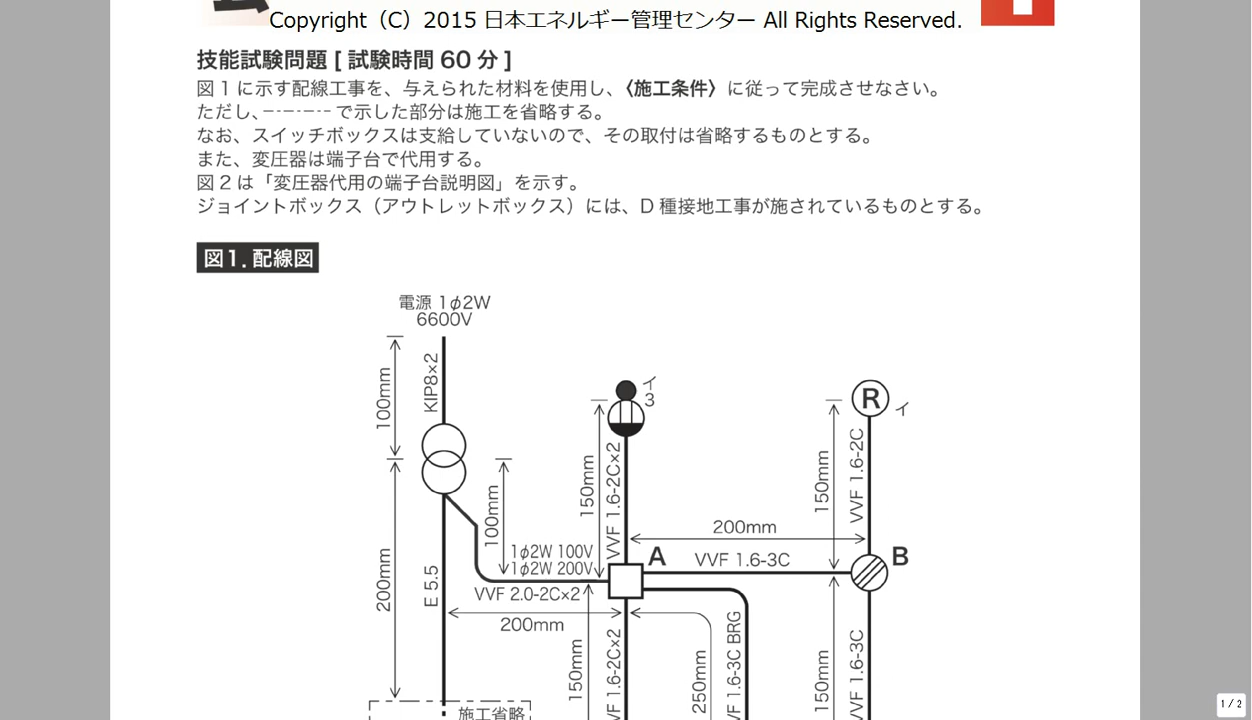 Copyright（C）2015 日本エネルギー管理センター All Rights Reserved.
技能試験問題 [ 試験時間 60 分 ]
図 1 に示す配線工事を、与えられた材料を使用し、〈施工条件〉に従って完成させなさい。
ただし、で示した部分は施工を省略する。
なお、スイッチボックスは支給していないので、その取付は省略するものとする。
また、変圧器は端子台で代用する。
図 2 は「変圧器代用の端子台説明図」を示す。
ジョイントボックス（アウトレットボックス）には、D 種接地工事が施されているものとする。
図1. 配線図
電源 1φ2W
6600V
100mm
KIP8×2
イ
3
R
イ
150mm
VVF 1.6-2C×2
150mm
VVF 1.6-2C
100mm
200mm
1φ2W 100V
1φ2W 200V
A
VVF 1.6-3C
B
200mm
E 5.5
VVF 2.0-2C×2
200mm
150mm
VF 1.6-2C×2
250mm
VF 1.6-3C BRG
150mm
VVF 1.6-3C
施工省略
1 / 2